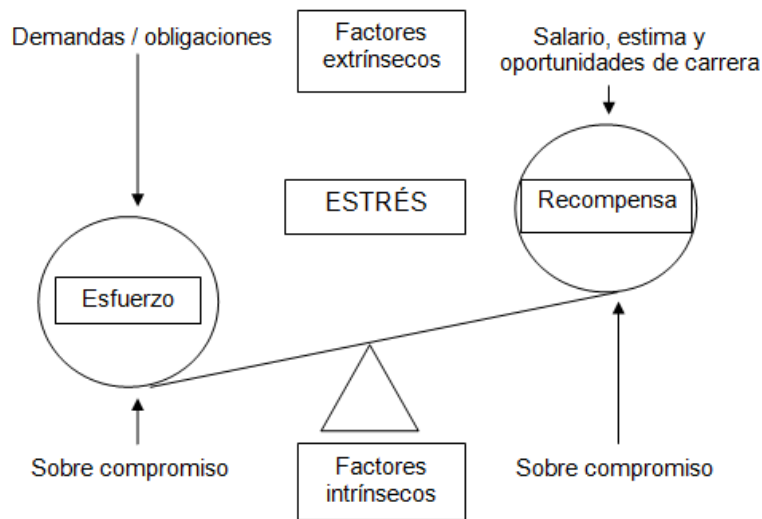 Demandas / obligaciones
Factores
extrínsecos
Salario, estima y
oportunidades de carrera
ESTRÉS
Recompensa
Esfuerzo
Sobre compromiso
Factores
intrínsecos
Sobre compromiso